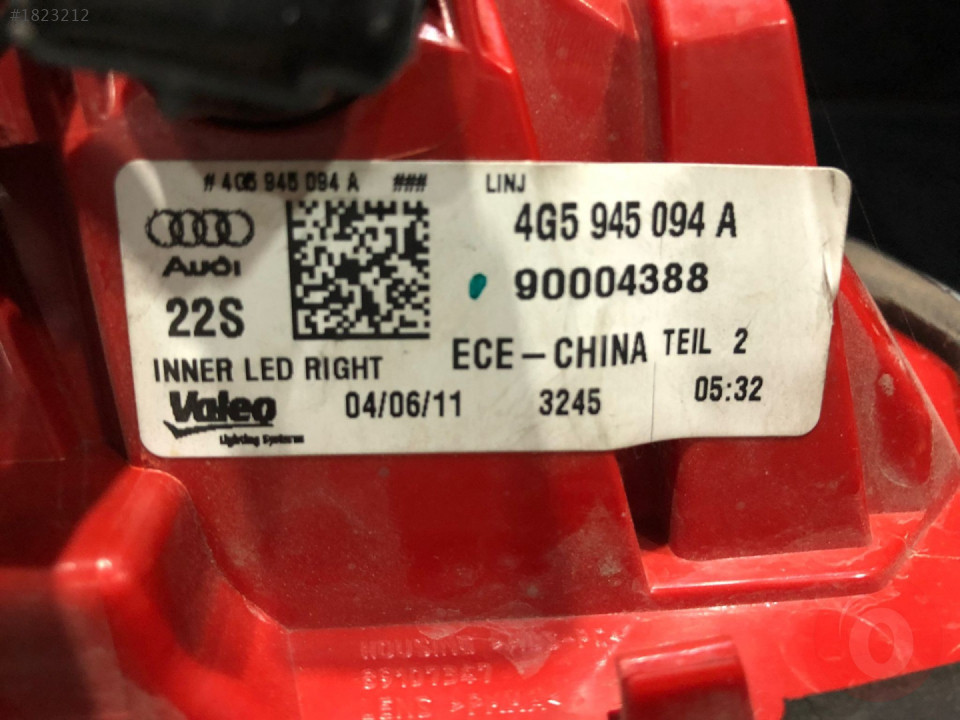 #1823212
# 4G5 945 094 A ### LINJ
4G5 945 094 A
Audi
90004388
22S
ECE-CHINA TEIL 2
INNER LED RIGHT
Valeo 04/06/11 3245 05:32
Lighting Systems
HOUSING